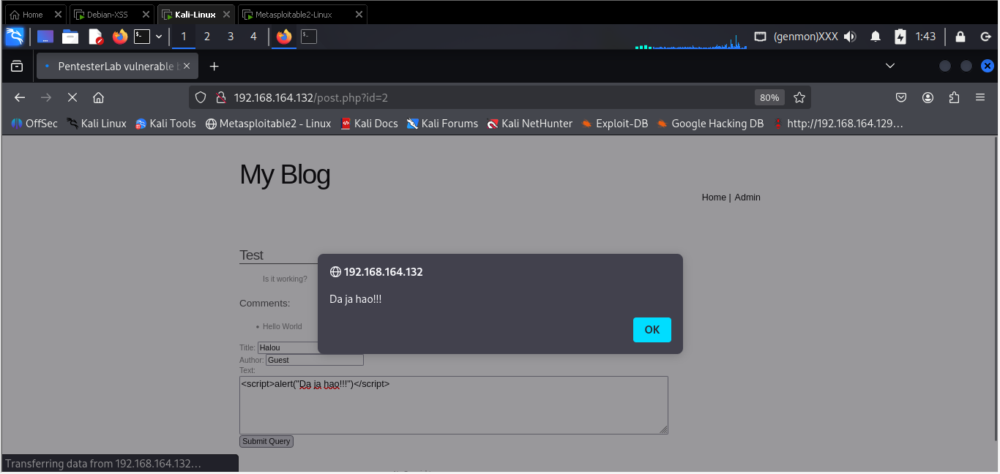 Home Debian-XSS Kali-Linux Metasploitable2-Linux
1 2 3 4 (genmon)XXX 1:43
PentesterLab vulnerable b
192.168.164.132/post.php?id=2 80%
OffSec Kali Linux Kali Tools Metasploitable2 - Linux Kali Docs Kali Forums Kali NetHunter Exploit-DB Google Hacking DB http://192.168.164.129...
My Blog
Home | Admin
Test
192.168.164.132
Is it working?
Da ja hao!!!
Comments:
Hello World
OK
Title: Halou
Author: Guest
Text:
<script>alert("Da ja hao!!!")</script>
Submit Query
Transferring data from 192.168.164.132...